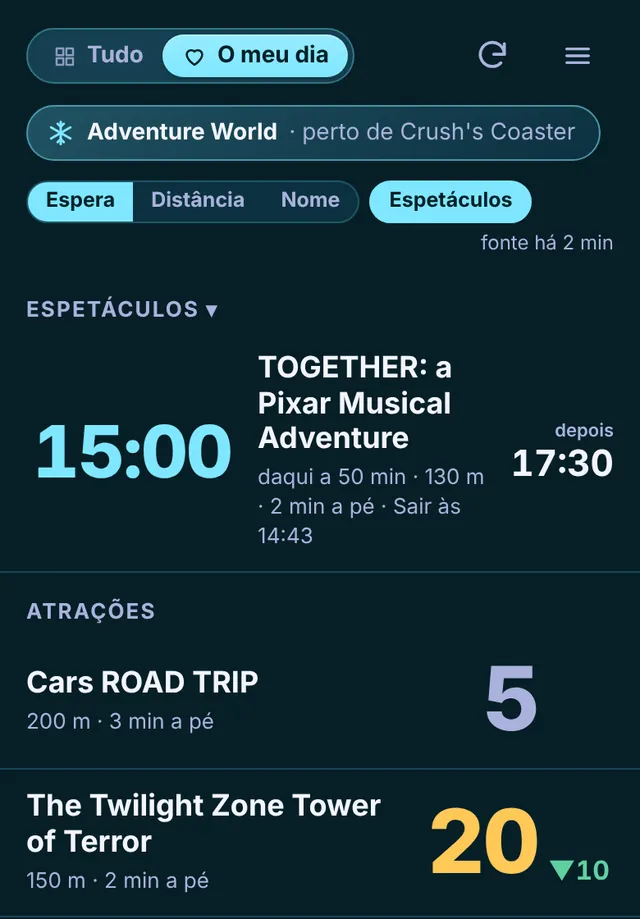 Tudo O meu dia
Adventure World · perto de Crush's Coaster
Espera Distância Nome Espetáculos
fonte há 2 min
ESPETÁCULOS ▼
15:00
TOGETHER: a
Pixar Musical
Adventure
daqui a 50 min · 130 m
· 2 min a pé · Sair às
14:43
depois
17:30
ATRAÇÕES
Cars ROAD TRIP
200 m · 3 min a pé
5
The Twilight Zone Tower
of Terror
150 m · 2 min a pé
20 ▼10